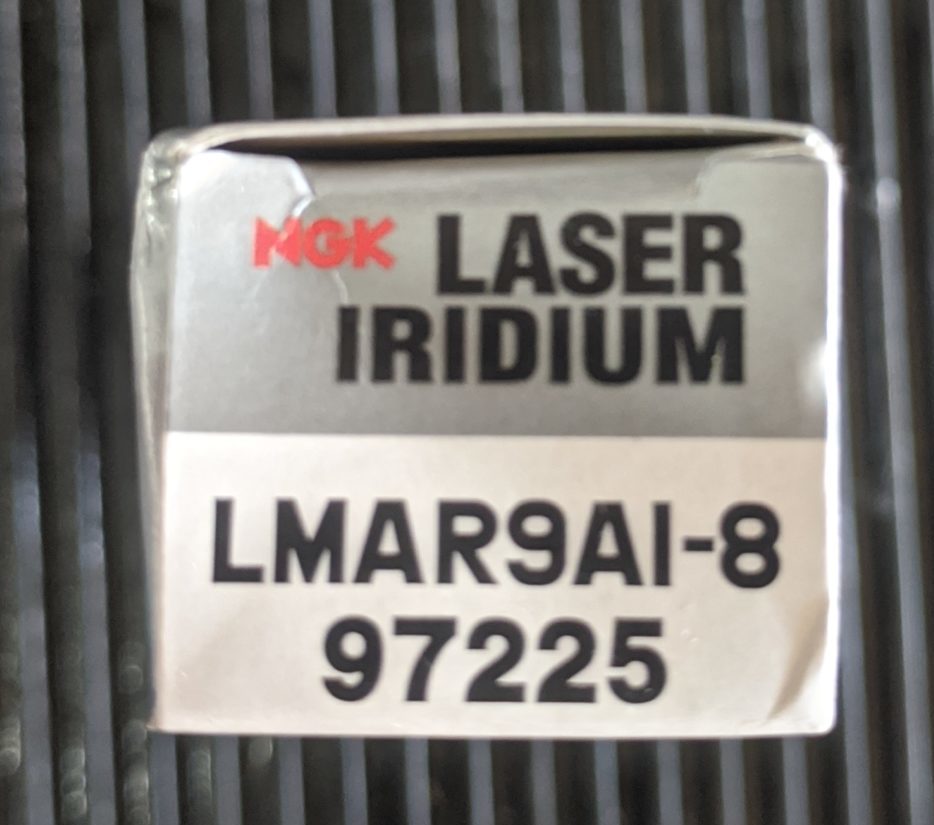 NGK LASER
IRIDIUM
LMAR9AI-8
97225